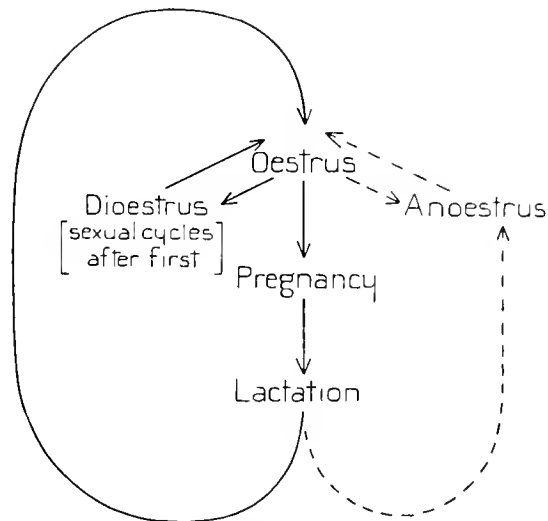 Oestrus
Dioestrus
[sexual cycles
after first]
Anoestrus
Pregnancy
Lactation